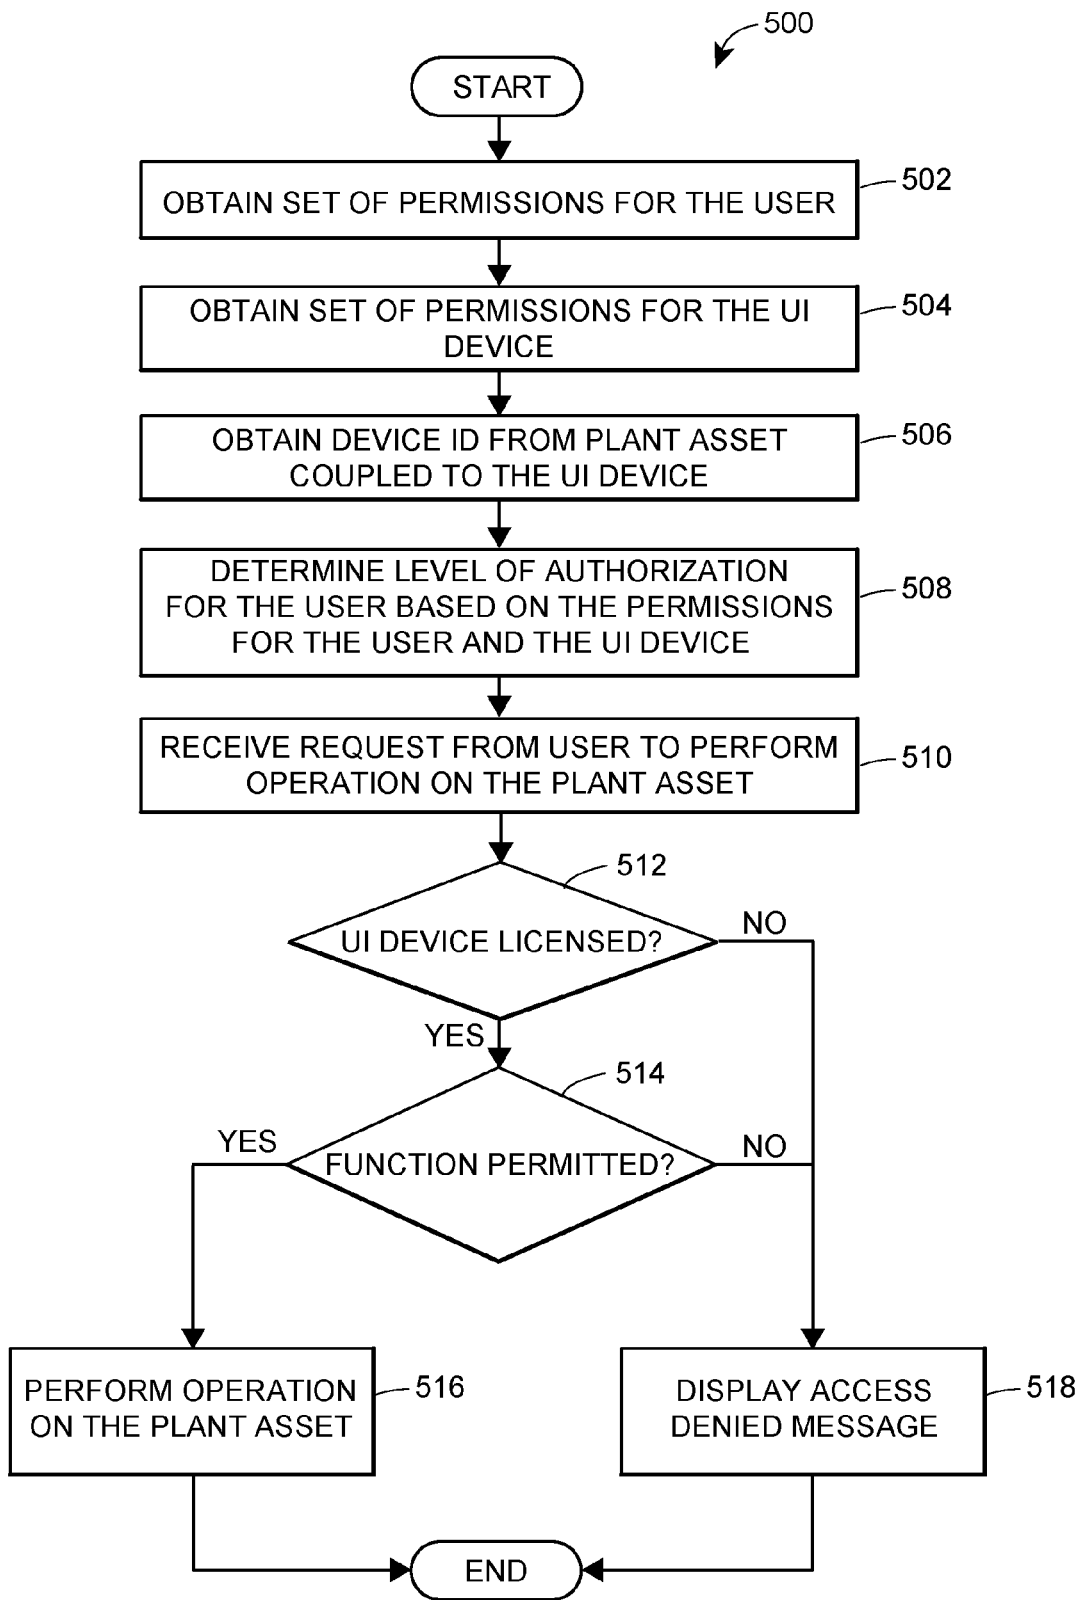 500
START
OBTAIN SET OF PERMISSIONS FOR THE USER
502
OBTAIN SET OF PERMISSIONS FOR THE UI
DEVICE
504
OBTAIN DEVICE ID FROM PLANT ASSET
COUPLED TO THE UI DEVICE
506
DETERMINE LEVEL OF AUTHORIZATION
FOR THE USER BASED ON THE PERMISSIONS
FOR THE USER AND THE UI DEVICE
508
RECEIVE REQUEST FROM USER TO PERFORM
OPERATION ON THE PLANT ASSET
510
512
UI DEVICE LICENSED?
NO
YES
514
FUNCTION PERMITTED?
YES
NO
PERFORM OPERATION
ON THE PLANT ASSET
516
DISPLAY ACCESS
DENIED MESSAGE
518
END